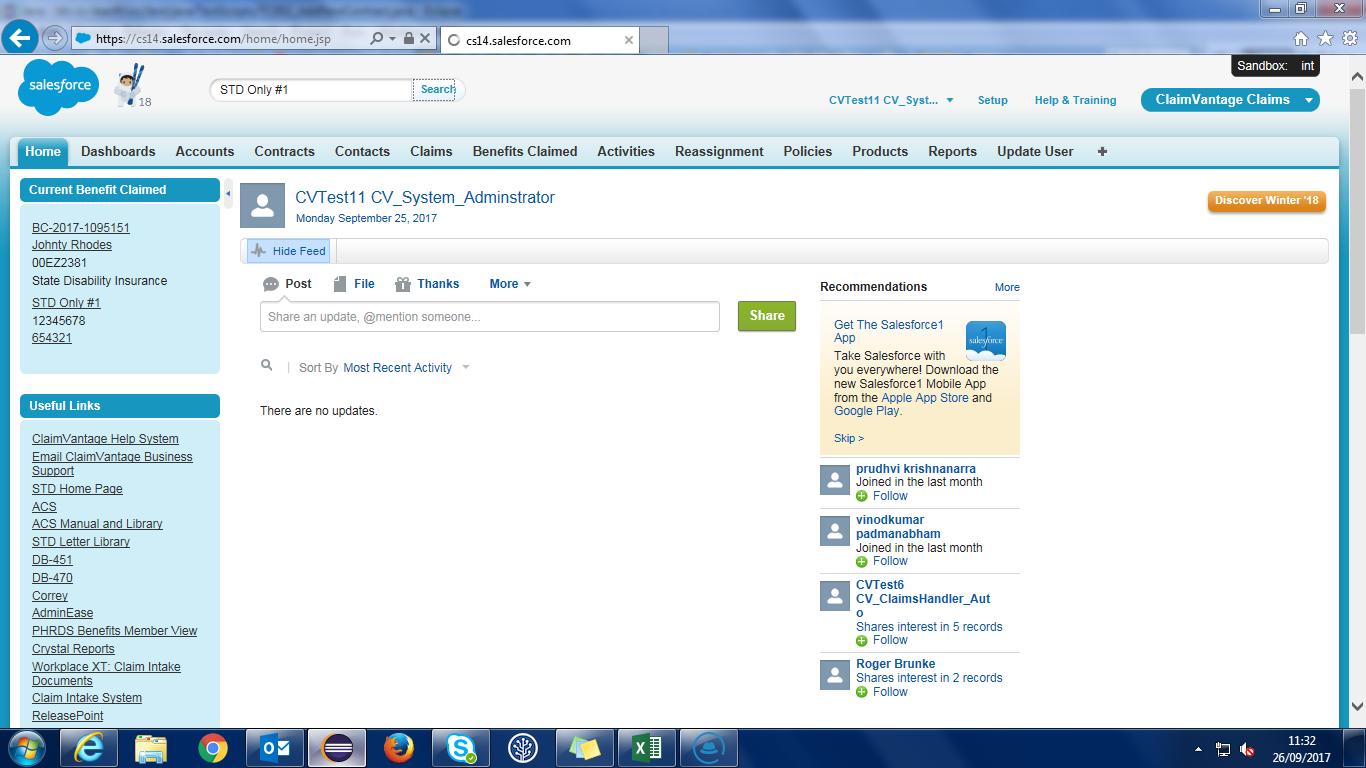 https://cs14.salesforce.com/home/home.jsp
cs14.salesforce.com
Sandbox: int
salesforce
18
STD Only #1
Search
CVTest11 CV_Syst...
Setup
Help & Training
ClaimVantage Claims
Home
Dashboards
Accounts
Contracts
Contacts
Claims
Benefits Claimed
Activities
Reassignment
Policies
Products
Reports
Update User
Current Benefit Claimed
BC-2017-1095151
Johnty Rhodes
00EZ2381
State Disability Insurance
STD Only #1
12345678
654321
Useful Links
ClaimVantage Help System
Email ClaimVantage Business
Support
STD Home Page
ACS
ACS Manual and Library
STD Letter Library
DB-451
DB-470
Correy
AdminEase
PHRDS Benefits Member View
Crystal Reports
Workplace XT: Claim Intake
Documents
Claim Intake System
ReleasePoint
CVTest11 CV_System_Adminstrator
Monday September 25, 2017
Discover Winter '18
Hide Feed
Post
File
Thanks
More
Share an update, @mention someone...
Share
Sort By Most Recent Activity
There are no updates.
Recommendations
More
Get The Salesforce1
App
Take Salesforce with
you everywhere! Download the
new Salesforce1 Mobile App
from the Apple App Store and
Google Play.
Skip >
1
salesforce
prudhvi krishnanarra
Joined in the last month
Follow
vinodkumar
padmanabham
Joined in the last month
Follow
CVTest6
CV_ClaimsHandler_Aut
o
Shares interest in 5 records
Follow
Roger Brunke
Shares interest in 2 records
Follow
11:32
26/09/2017